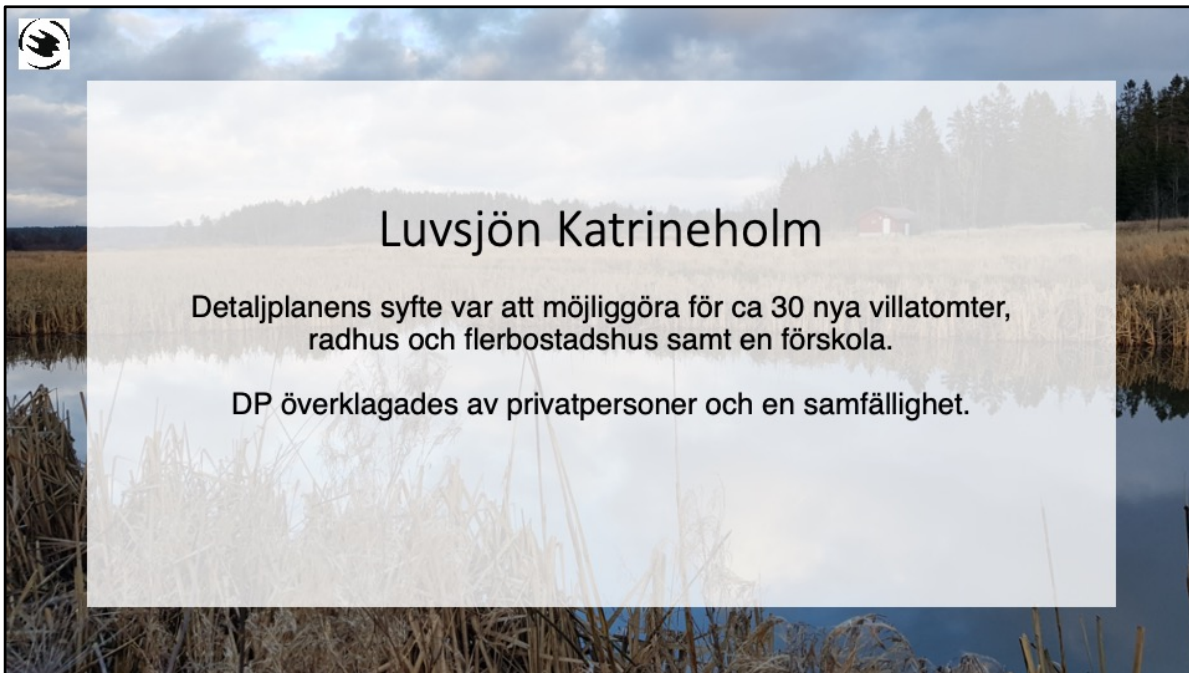 Luvsjön Katrineholm
Detaljplanens syfte var att möjliggöra för ca 30 nya villatomter,
radhus och flerbostadshus samt en förskola.
DP överklagades av privatpersoner och en samfällighet.